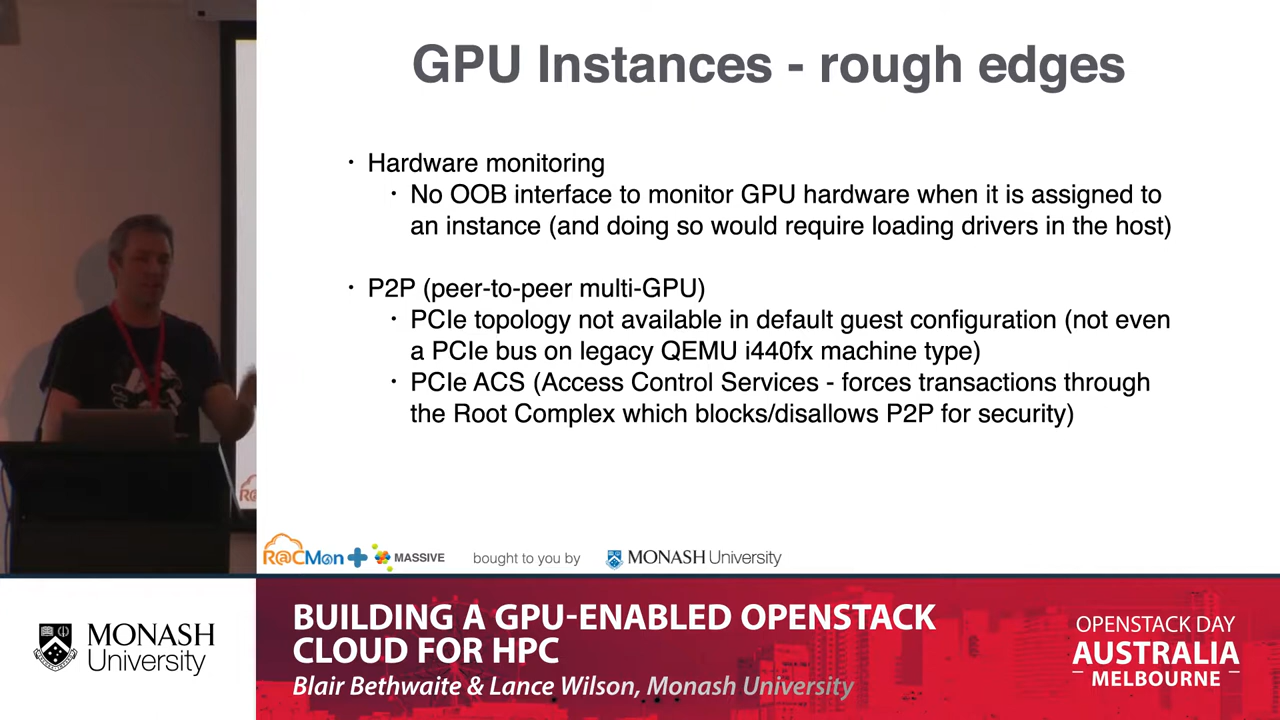 GPU Instances - rough edges
• Hardware monitoring
• No OOB interface to monitor GPU hardware when it is assigned to
an instance (and doing so would require loading drivers in the host)
• P2P (peer-to-peer multi-GPU)
• PCIe topology not available in default guest configuration (not even
a PCIe bus on legacy QEMU i440fx machine type)
• PCIe ACS (Access Control Services - forces transactions through
the Root Complex which blocks/disallows P2P for security)
R@CMon MASSIVE bought to you by MONASH University
MONASH
University
BUILDING A GPU-ENABLED OPENSTACK
CLOUD FOR HPC
Blair Bethwaite & Lance Wilson, Monash University
OPENSTACK DAY
AUSTRALIA
MELBOURNE